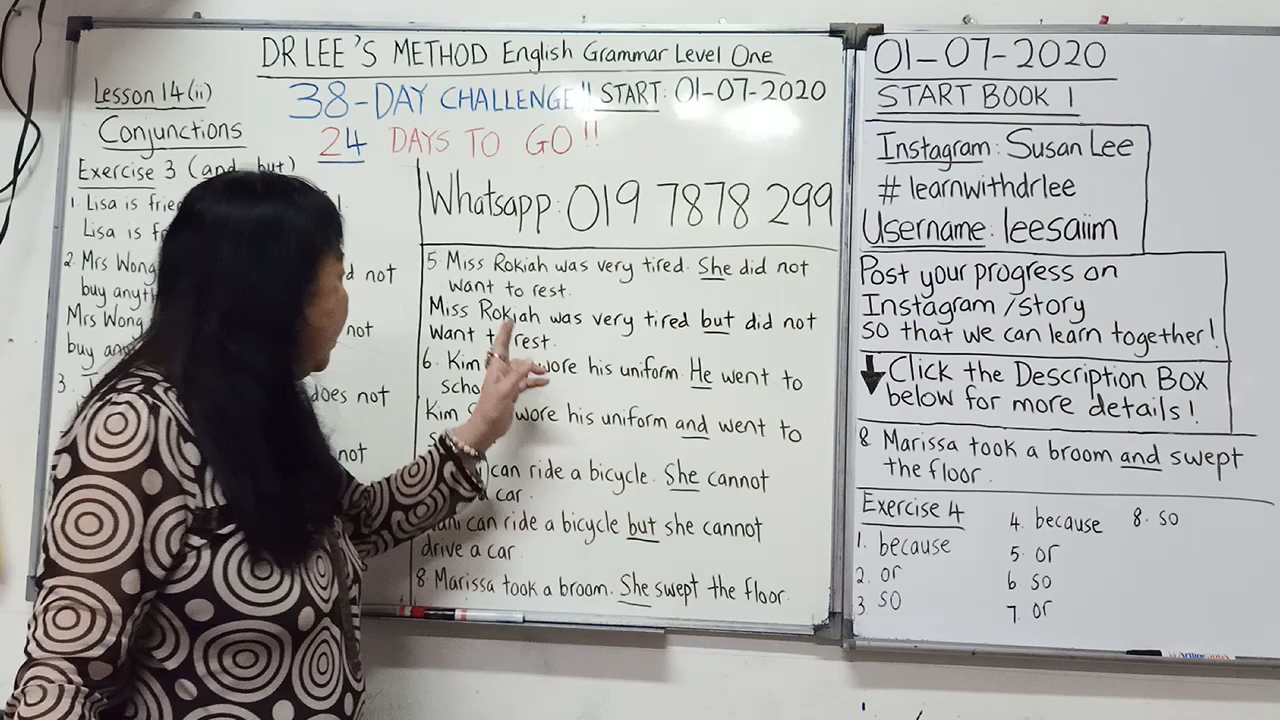 DR LEE'S METHOD English Grammar Level One
Lesson 14(ii)
Conjunctions
38-DAY CHALLENGE!! START: 01-07-2020
24 DAYS TO GO!!
Exercise 3 (and, but)
1. Lisa is
Lisa is
2. Mrs Wong not
buy
Mrs Wong not
buy
3. does not
not
Whatsapp: 019 7878 299
5. Miss Rokiah was very tired. She did not
want to rest.
Miss Rokiah was very tired but did not
want to rest.
6. Kim wore his uniform. He went to
Kim wore his uniform and went to
can ride a bicycle. She cannot
car.
can ride a bicycle but she cannot
drive a car.
8. Marissa took a broom. She swept the floor.
01-07-2020
START BOOK 1
Instagram: Susan Lee
# learnwithdrlee
Username: leesaiim
Post your progress on
Instagram/story
so that we can learn together!
Click the Description Box
below for more details!
8. Marissa took a broom and swept
the floor.
Exercise 4
1. because
2. or
3. so
4. because
5. or
6. so
7. or
8. so